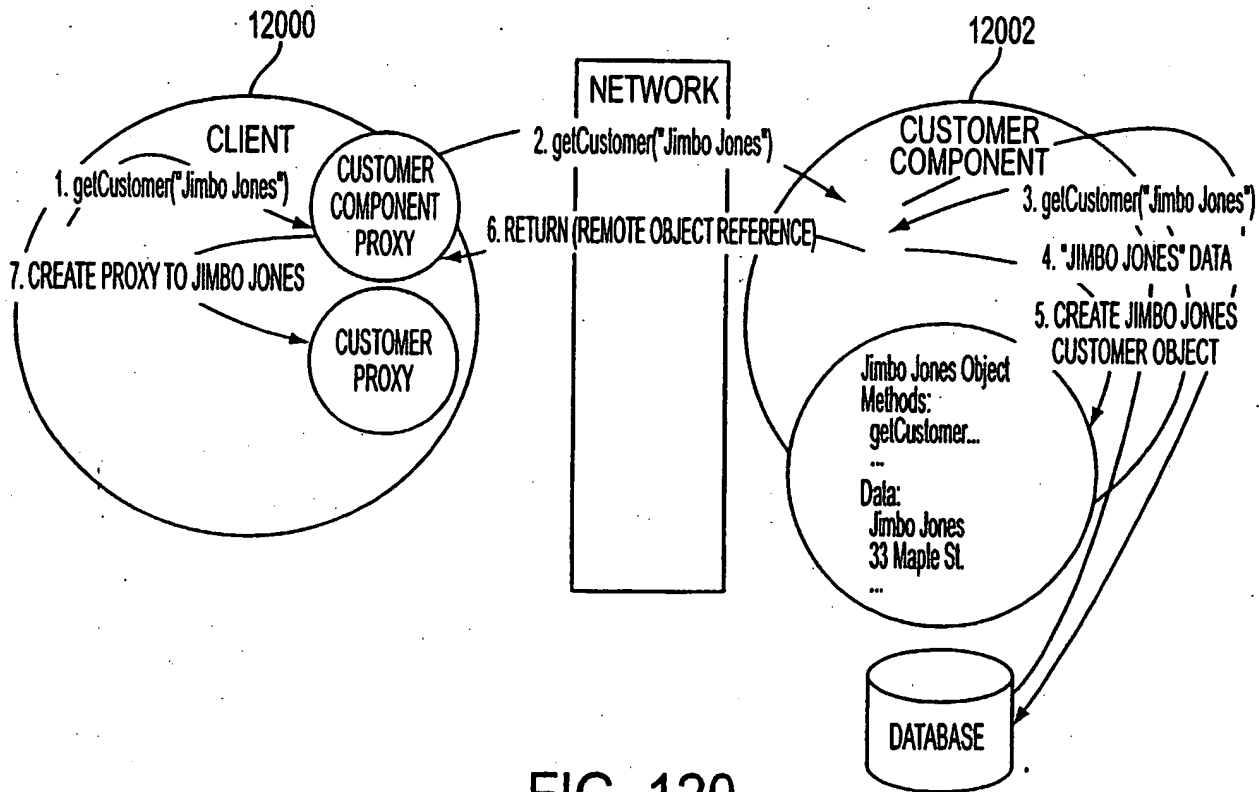 12000
12002
NETWORK
CLIENT
1. getCustomer("Jimbo Jones")
CUSTOMER
COMPONENT
PROXY
2. getCustomer("Jimbo Jones")
CUSTOMER
COMPONENT
3. getCustomer("Jimbo Jones")
6. RETURN (REMOTE OBJECT REFERENCE)
4. "JIMBO JONES" DATA
7. CREATE PROXY TO JIMBO JONES
5. CREATE JIMBO JONES
CUSTOMER OBJECT
CUSTOMER
PROXY
Jimbo Jones Object
Methods:
getCustomer...
...
Data:
Jimbo Jones
33 Maple St.
...
DATABASE
FIG. 120